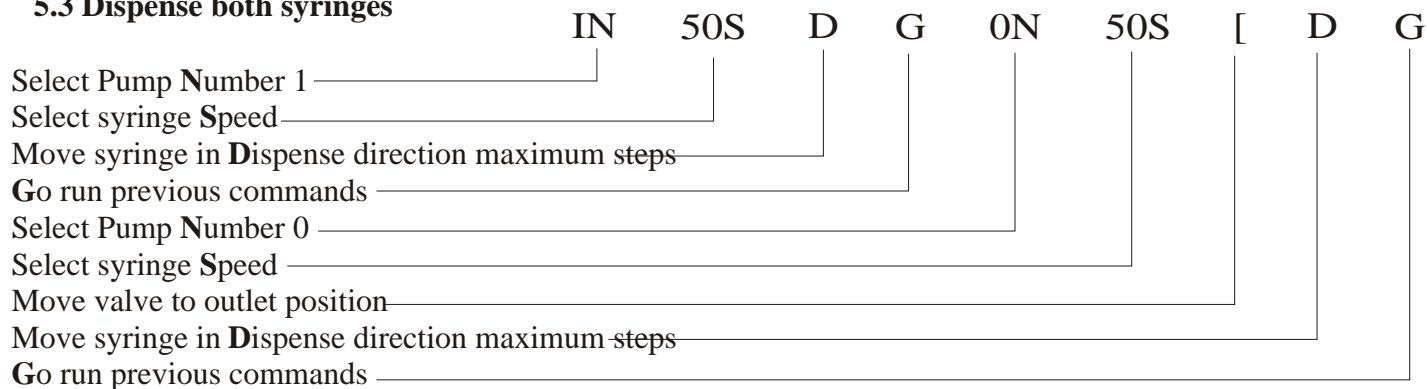 5.3 Dispense both syringes
IN 50S D G 0N 50S [ D G
Select Pump Number 1
Select syringe Speed
Move syringe in Dispense direction maximum steps
Go run previous commands
Select Pump Number 0
Select syringe Speed
Move valve to outlet position
Move syringe in Dispense direction maximum steps
Go run previous commands